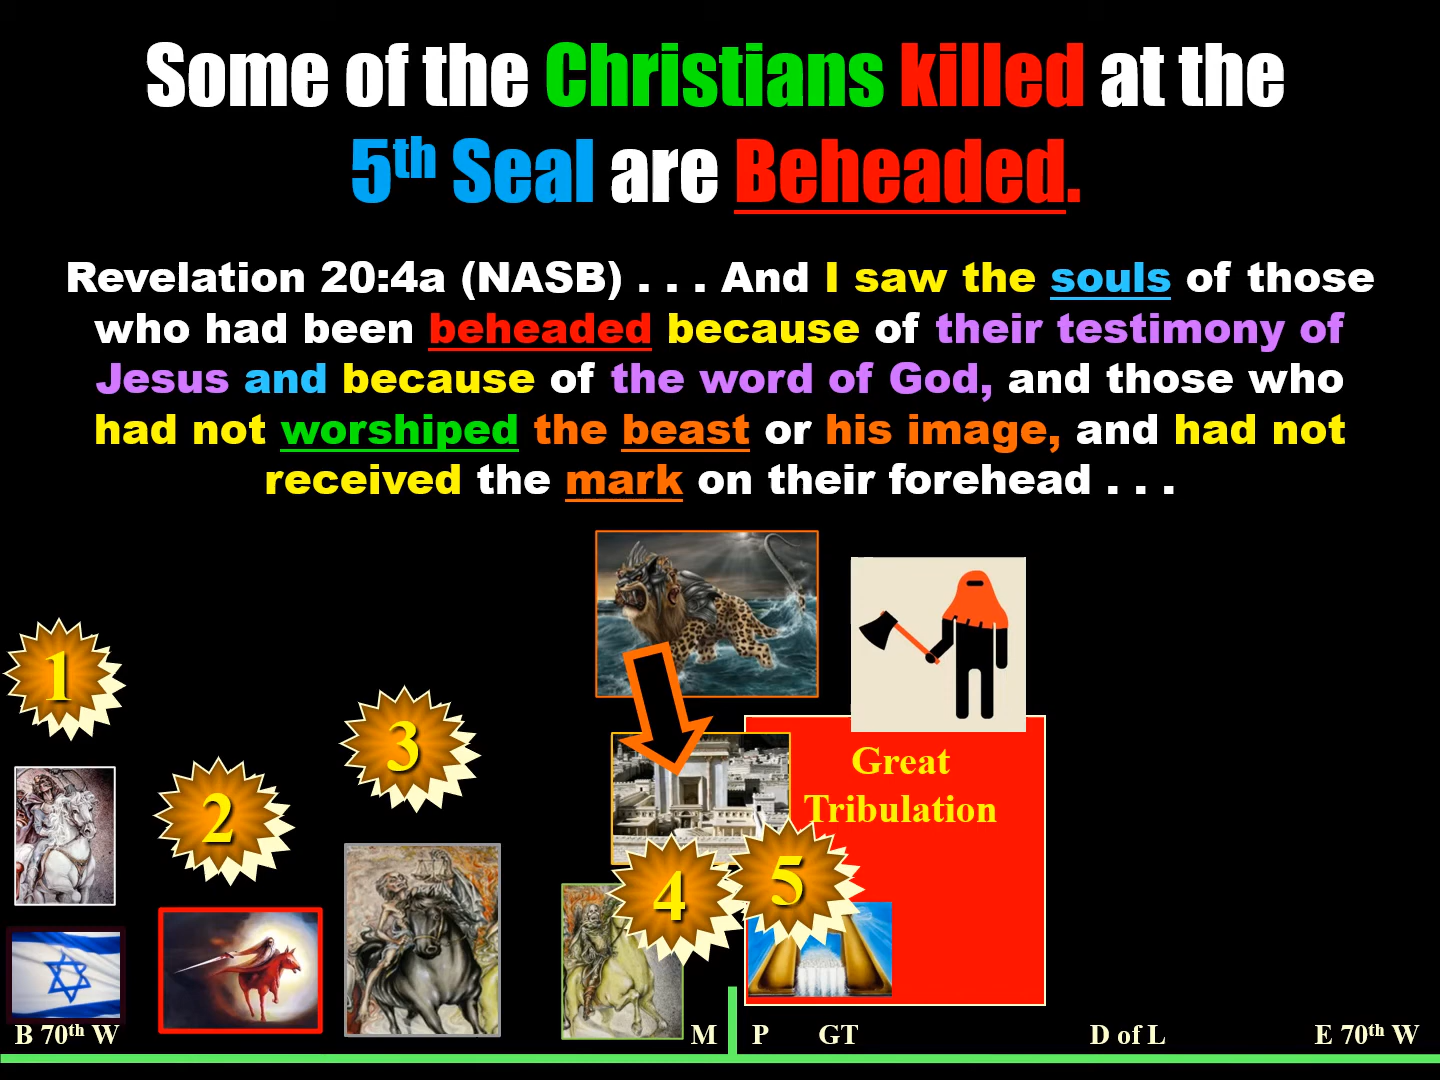 Some of the Christians killed at the
5th Seal are Beheaded.
Revelation 20:4a (NASB) . . . And I saw the souls of those
who had been beheaded because of their testimony of
Jesus and because of the word of God, and those who
had not worshiped the beast or his image, and had not
received the mark on their forehead . . .
1
2
3
Great
Tribulation
4
5
B 70th W
M
P
GT
D of L
E 70th W